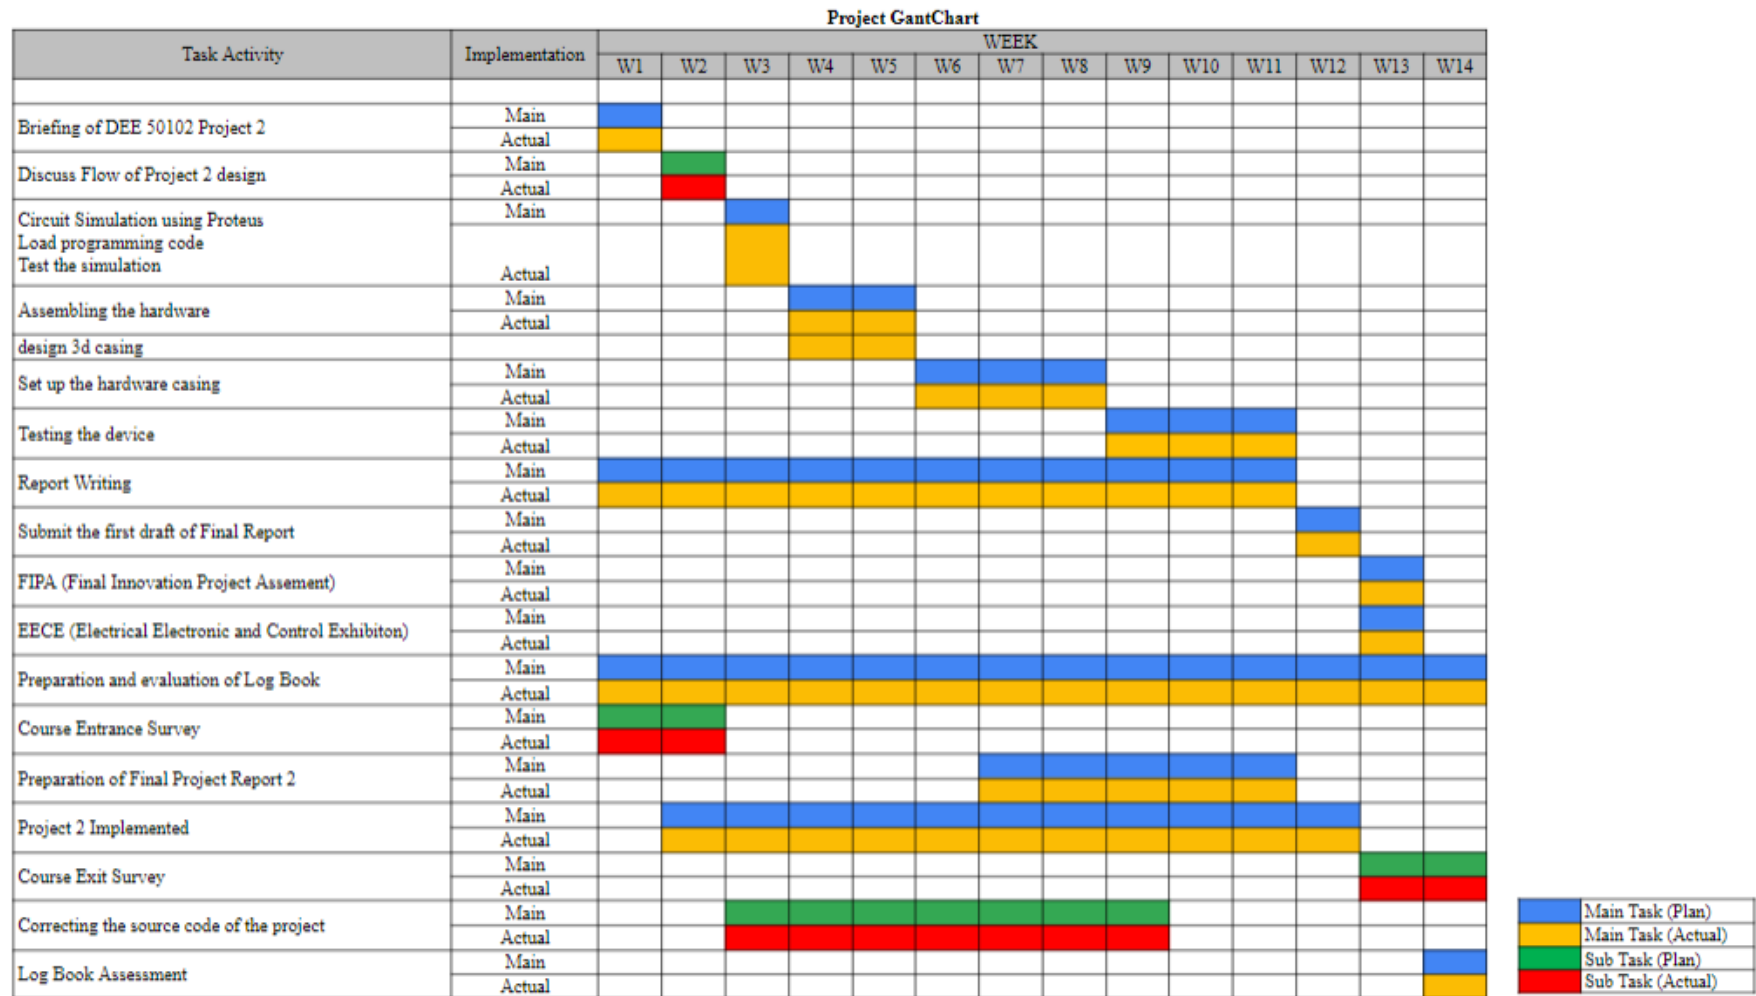 Project GantChart
Task Activity Implementation WEEK
W1 W2 W3 W4 W5 W6 W7 W8 W9 W10 W11 W12 W13 W14
Briefing of DEE 50102 Project 2
Main
Actual
Discuss Flow of Project 2 design
Main
Actual
Circuit Simulation using Proteus
Load programming code
Test the simulation
Main
Actual
Assembling the hardware
Main
Actual
design 3d casing
Set up the hardware casing
Main
Actual
Testing the device
Main
Actual
Report Writing
Main
Actual
Submit the first draft of Final Report
Main
Actual
FIPA (Final Innovation Project Assement)
Main
Actual
EECE (Electrical Electronic and Control Exhibiton)
Main
Actual
Preparation and evaluation of Log Book
Main
Actual
Course Entrance Survey
Main
Actual
Preparation of Final Project Report 2
Main
Actual
Project 2 Implemented
Main
Actual
Course Exit Survey
Main
Actual
Correcting the source code of the project
Main
Actual
Log Book Assessment
Main
Actual
Main Task (Plan)
Main Task (Actual)
Sub Task (Plan)
Sub Task (Actual)